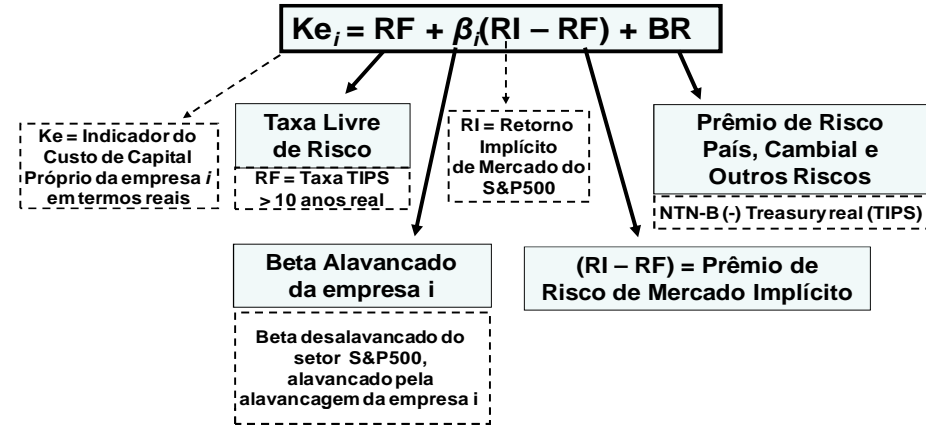 Ke𝑖 = RF + β𝑖(RI – RF) + BR
Ke = Indicador do
Custo de Capital
Próprio da empresa i
em termos reais
Taxa Livre
de Risco
RF = Taxa TIPS
> 10 anos real
RI = Retorno
Implícito
de Mercado do
S&P500
Prêmio de Risco
País, Cambial e
Outros Riscos
NTN-B (-) Treasury real (TIPS)
Beta Alavancado
da empresa i
Beta desalavancado do
setor S&P500,
alavancado pela
alavancagem da empresa i
(RI – RF) = Prêmio de
Risco de Mercado Implícito